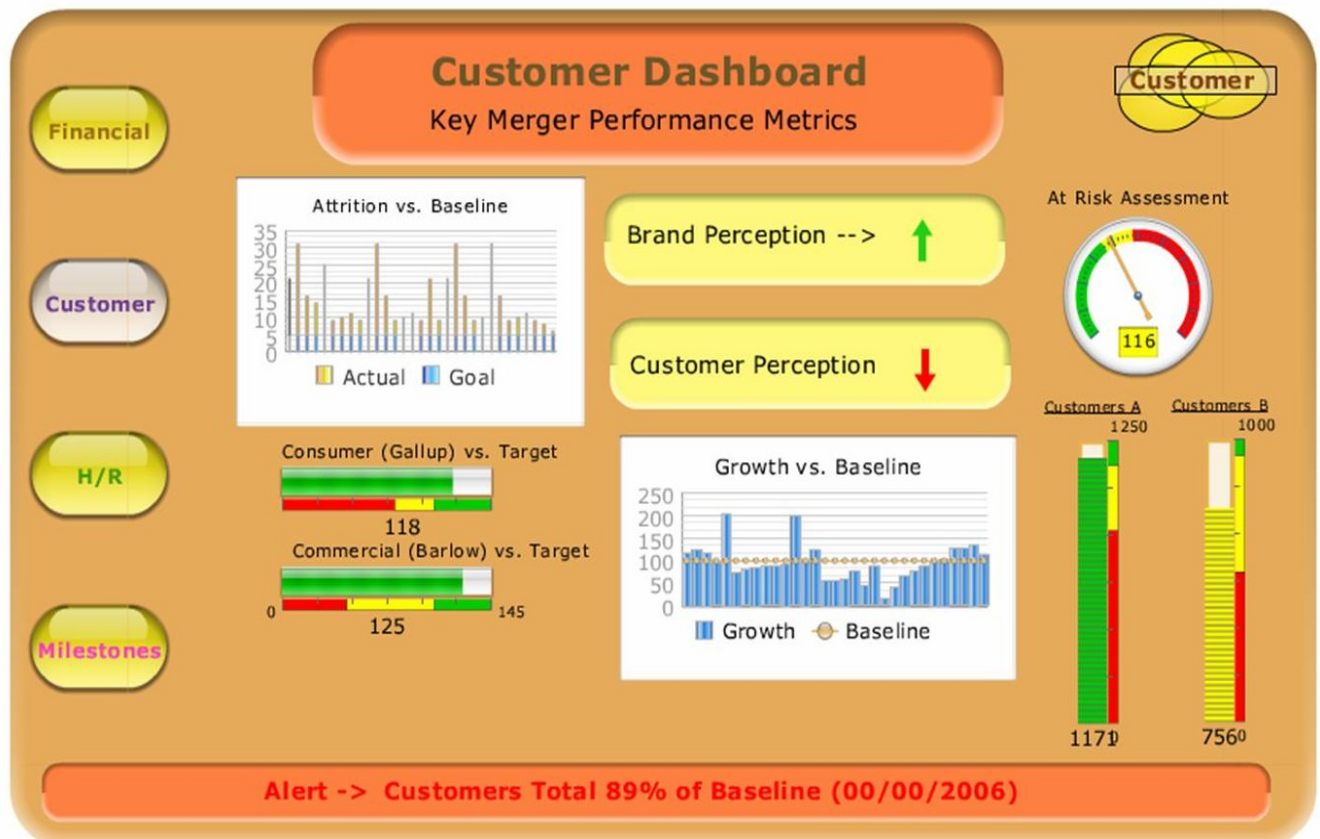 Customer Dashboard
Key Merger Performance Metrics
Customer
Financial
Customer
H/R
Milestones
Attrition vs. Baseline
35
30
25
20
15
10
5
0
Actual Goal
Brand Perception -->
Customer Perception
At Risk Assessment
116
Consumer (Gallup) vs. Target
118
Commercial (Barlow) vs. Target
0 145
125
Growth vs. Baseline
250
200
150
100
50
0
Growth Baseline
Customers A Customers B
1250 1000
1171 0 756 0
Alert -> Customers Total 89% of Baseline (00/00/2006)